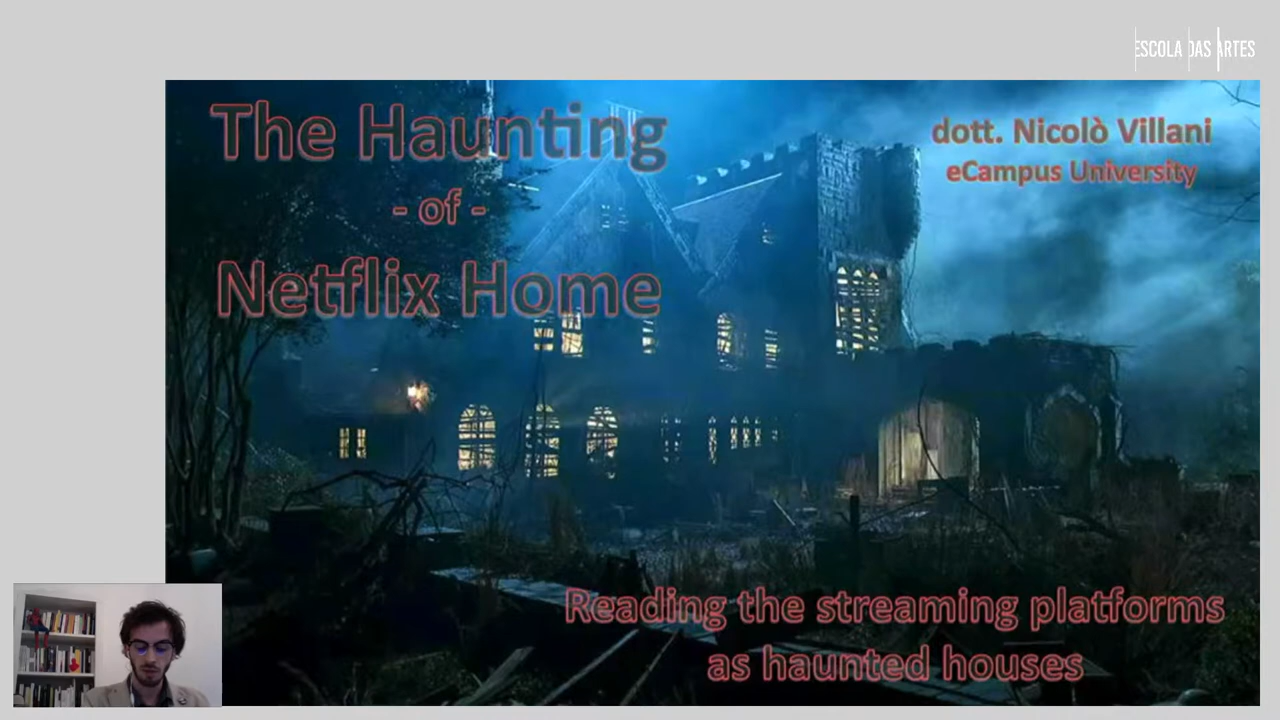 ESCOLA DAS ARTES
The Haunting
- of -
Netflix Home
dott. Nicolò Villani
eCampus University
Reading the streaming platforms
as haunted houses